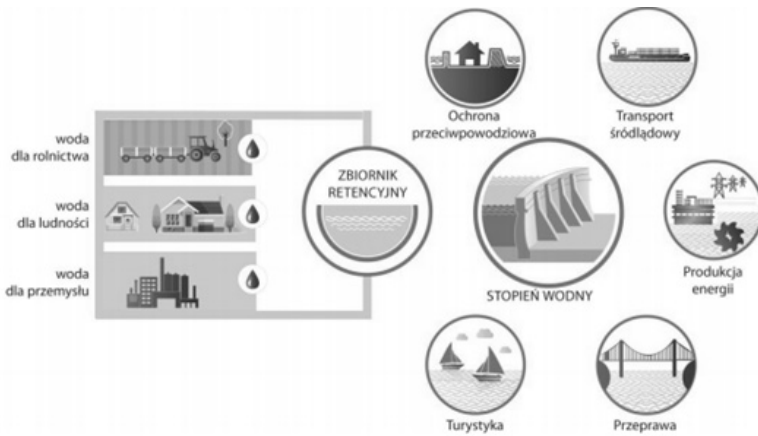 woda
dla rolnictwa
woda
dla ludności
woda
dla przemysłu
ZBIORNIK
RETENCYJNY
STOPIEŃ WODNY
Ochrona
przeciwpowodziowa
Transport
śródlądowy
Produkcja
energii
Turystyka
Przeprawa